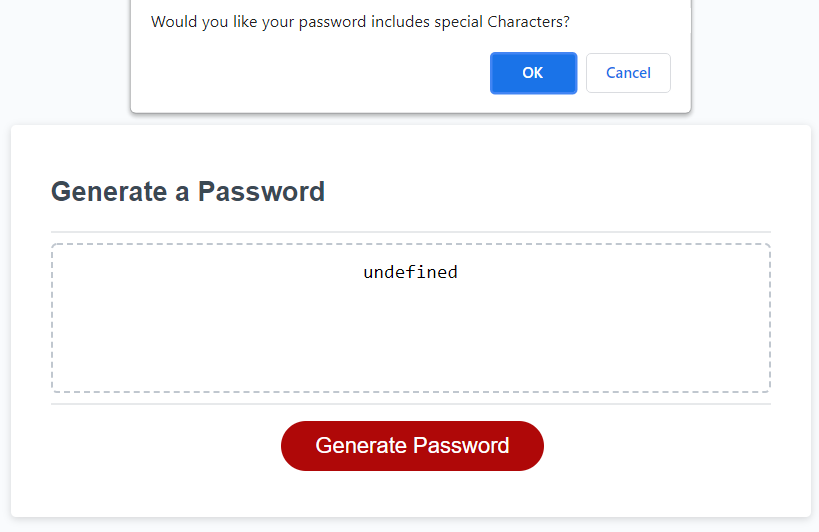 Would you like your password includes special Characters?
OK
Cancel
Generate a Password
undefined
Generate Password